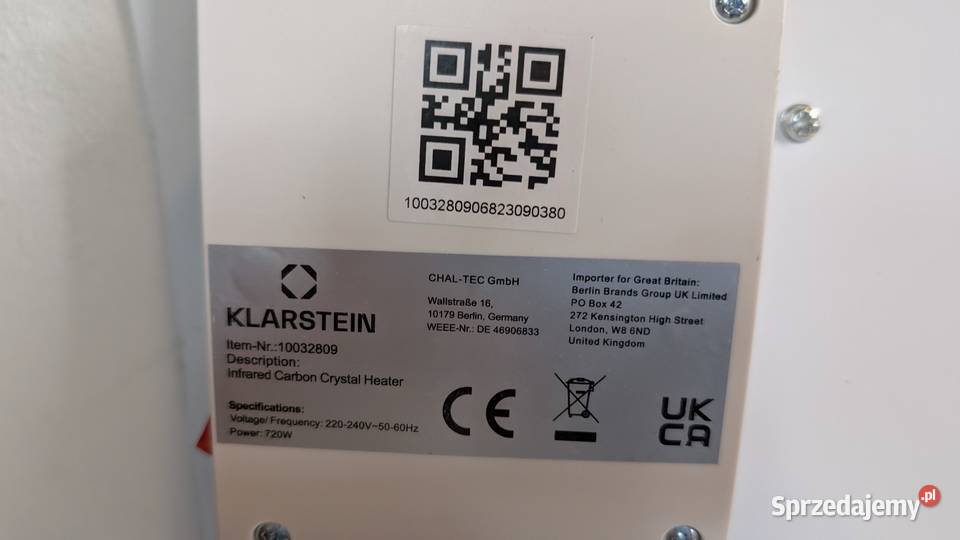 1003280906823090380
KLARSTEIN
Item-Nr.:10032809
Description:
Infrared Carbon Crystal Heater
Specifications:
Voltage/ Frequency: 220-240V~50-60Hz
Power: 720W
CHAL-TEC GmbH
Wallstraße 16,
10179 Berlin, Germany
WEEE-Nr.: DE 46906833
Importer for Great Britain:
Berlin Brands Group UK Limited
PO Box 42
272 Kensington High Street
London, W8 6ND
United Kingdom
CE
UK
CA
Sprzedajemy.pl